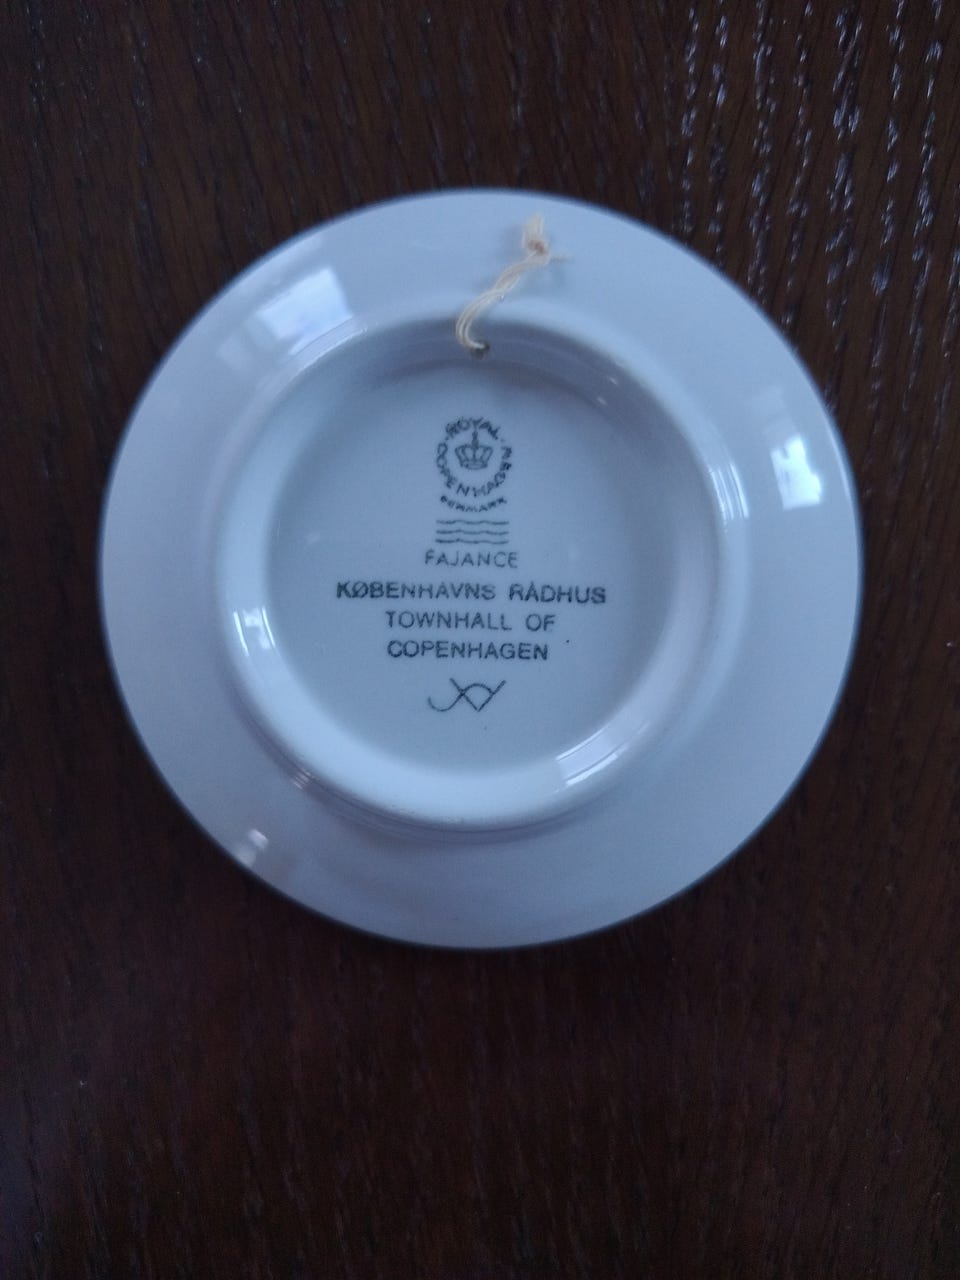 ROYAL COPENHAGEN
DENMARK
FAJANCE
KØBENHAVNS RÅDHUS
TOWNHALL OF
COPENHAGEN